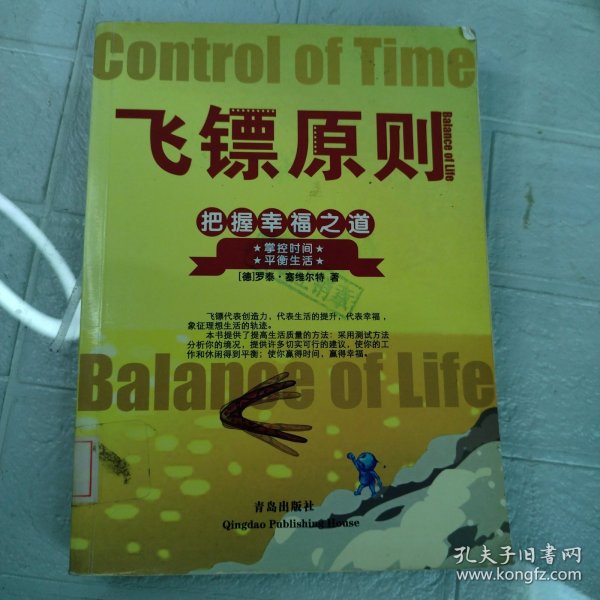 Control of Time
飞镖原则
Balance of Life
把握幸福之道
★掌控时间★
★平衡生活★
[德]罗泰·塞维尔特 著
飞镖代表创造力，代表生活的提升，代表幸福，
象征理想生活的轨迹。
本书提供了提高生活质量的方法：采用测试方法
分析你的境况，提供许多切实可行的建议，使你的工
作和休闲得到平衡；使你赢得时间，赢得幸福。
Balance of Life
青岛出版社
Qingdao Publishing House
孔夫子旧书网
www.kongfz.com